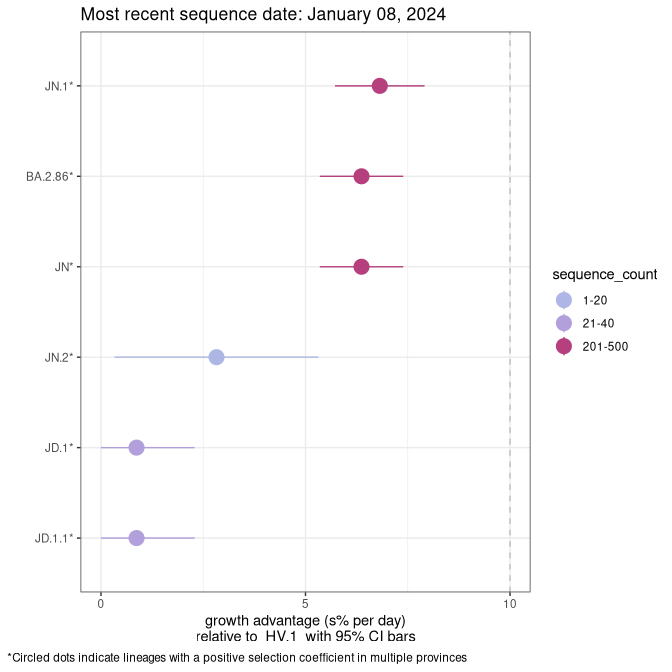 Most recent sequence date: January 08, 2024
JN.1*
BA.2.86*
JN*
JN.2*
JD.1*
JD.1.1*
0 5 10
growth advantage (s% per day)
relative to HV.1 with 95% CI bars
sequence_count
1-20
21-40
201-500
*Circled dots indicate lineages with a positive selection coefficient in multiple provinces